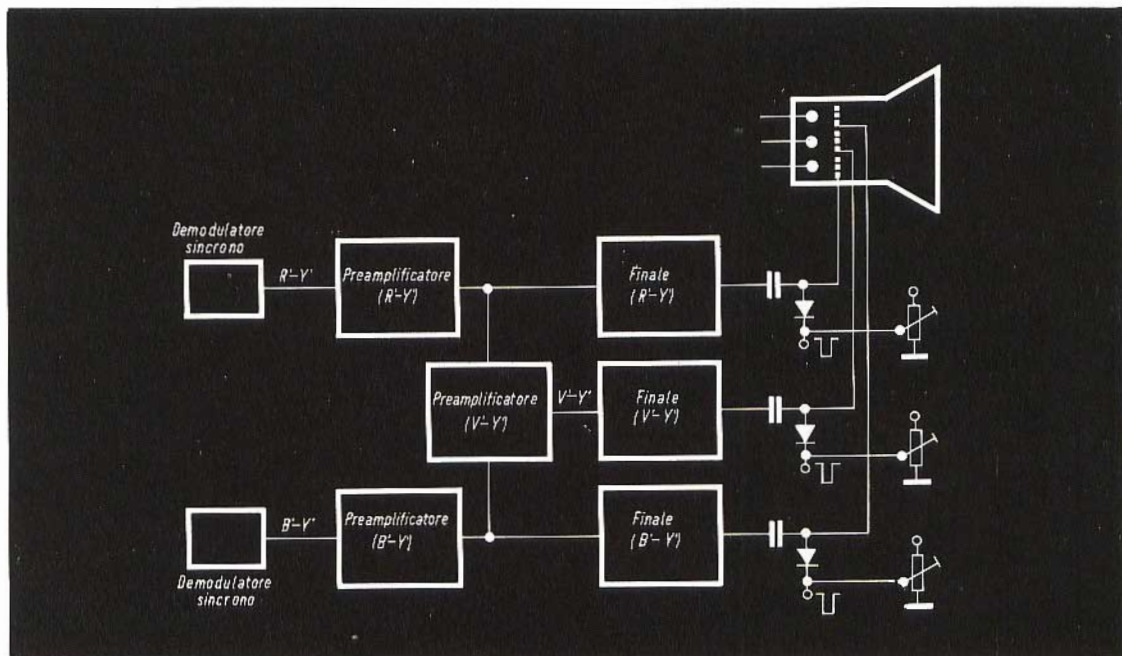 Demodulatore
sincrono
R'-Y'
Preamplificatore
(R'-Y')
Finale
(R'-Y')
Preamplificatore
(V'-Y')
V'-Y'
Finale
(V'-Y')
B'-Y'
Preamplificatore
(B'-Y')
Finale
(B'-Y')
Demodulatore
sincrono